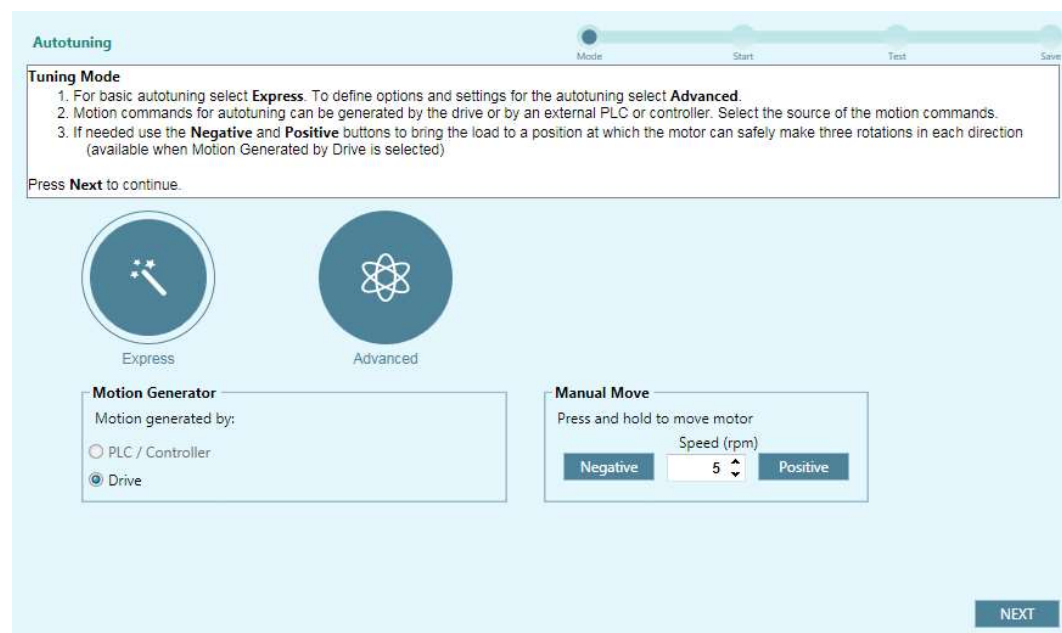 Autotuning
Mode
Start
Test
Save
Tuning Mode
1. For basic autotuning select Express. To define options and settings for the autotuning select Advanced.
2. Motion commands for autotuning can be generated by the drive or by an external PLC or controller. Select the source of the motion commands.
3. If needed use the Negative and Positive buttons to bring the load to a position at which the motor can safely make three rotations in each direction
(available when Motion Generated by Drive is selected)
Press Next to continue.
Express
Advanced
Motion Generator
Motion generated by:
PLC / Controller
Drive
Manual Move
Press and hold to move motor
Speed (rpm)
Negative
5
Positive
NEXT